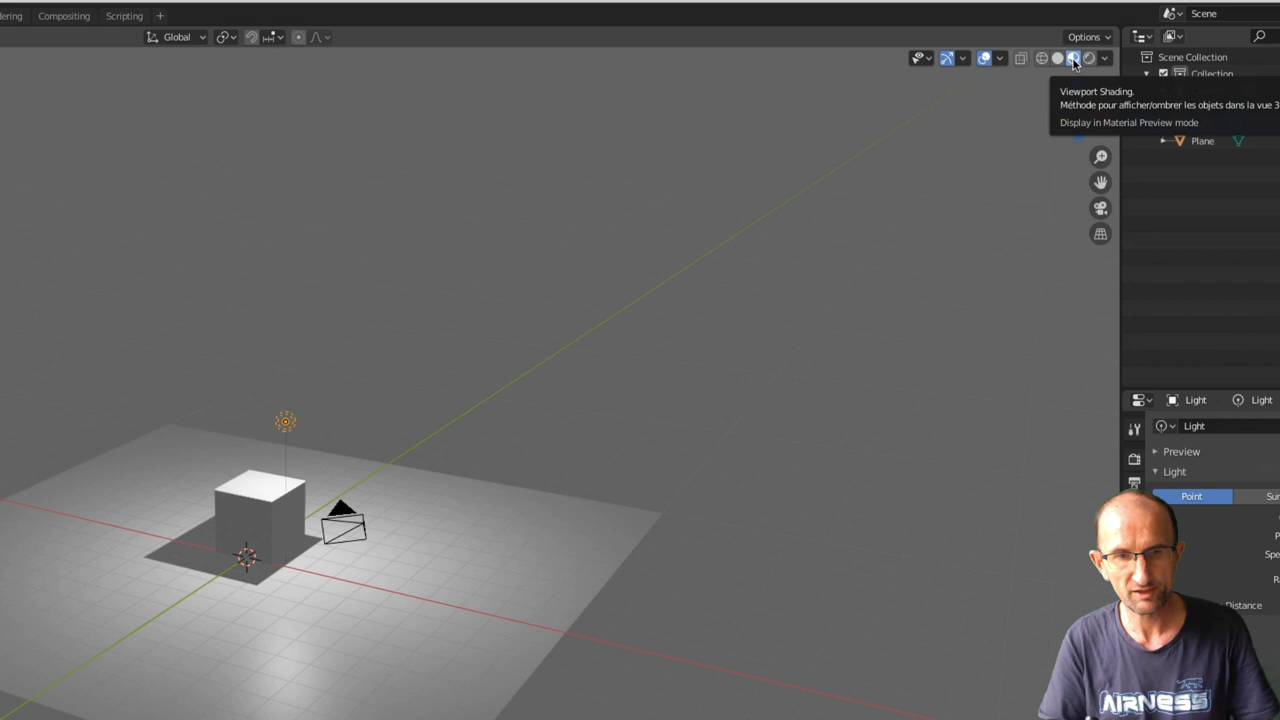 Compositing
Scripting
+
Scene
Global
Options
Scene Collection
Collection
Viewport Shading.
Méthode pour afficher/ombrer les objets dans la vue 3
Display in Material Preview mode
Plane
Light
Light
Light
Preview
Light
Point
Distance
AIRNESS